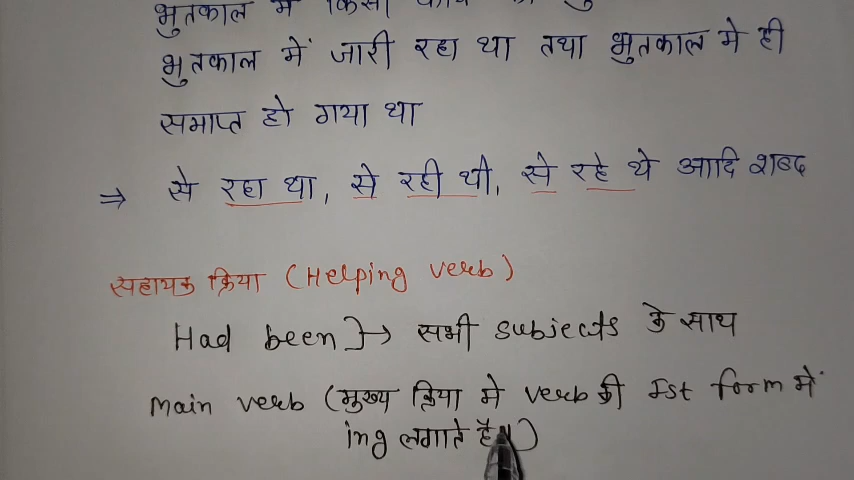 भुतकाल में किसी
भुतकाल में जारी रहा था तथा भुतकाल मे ही
समाप्त हो गया था
⇒ से रहा था, से रही थी, से रहे थे आदि शब्द
सहायक क्रिया (Helping verb)
Had been }→ सभी subjects के साथ
main verb (मुख्य क्रिया मे verb की Ist form में
ing लगाते है।)